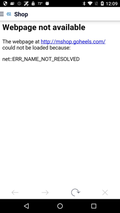 12:09
Shop
Webpage not available
The webpage at http://mshop.goheels.com/
could not be loaded because:
net::ERR_NAME_NOT_RESOLVED